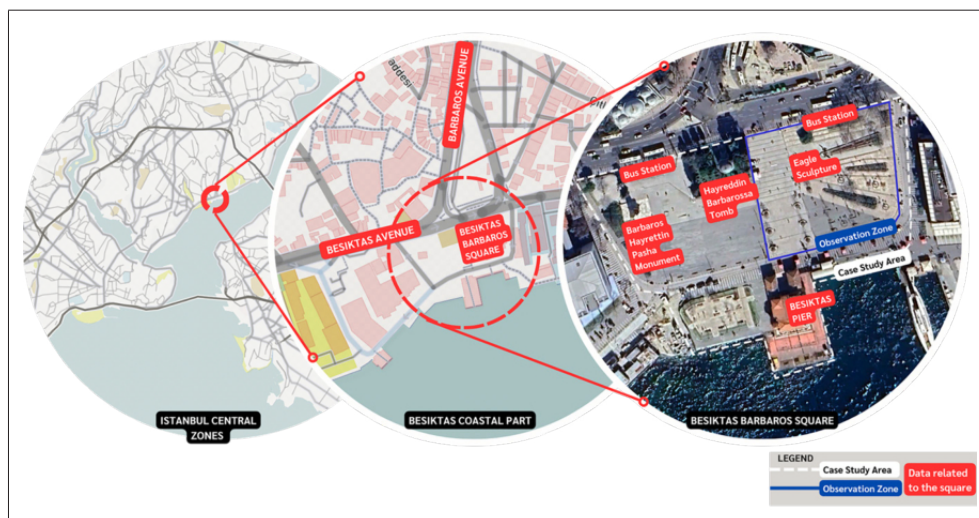 ISTANBUL CENTRAL
ZONES
addesi
BARBAROS AVENUE
BESIKTAS AVENUE
BESIKTAS
BARBAROS
SQUARE
BESIKTAS COASTAL PART
Bus Station
Bus Station
Eagle
Sculpture
Hayreddin
Barbarossa
Tomb
Barbaros
Hayrettin
Pasha
Monument
Observation Zone
Case Study Area
BESIKTAS
PIER
BESIKTAS BARBAROS SQUARE
LEGEND
Case Study Area
Observation Zone
Data related
to the square